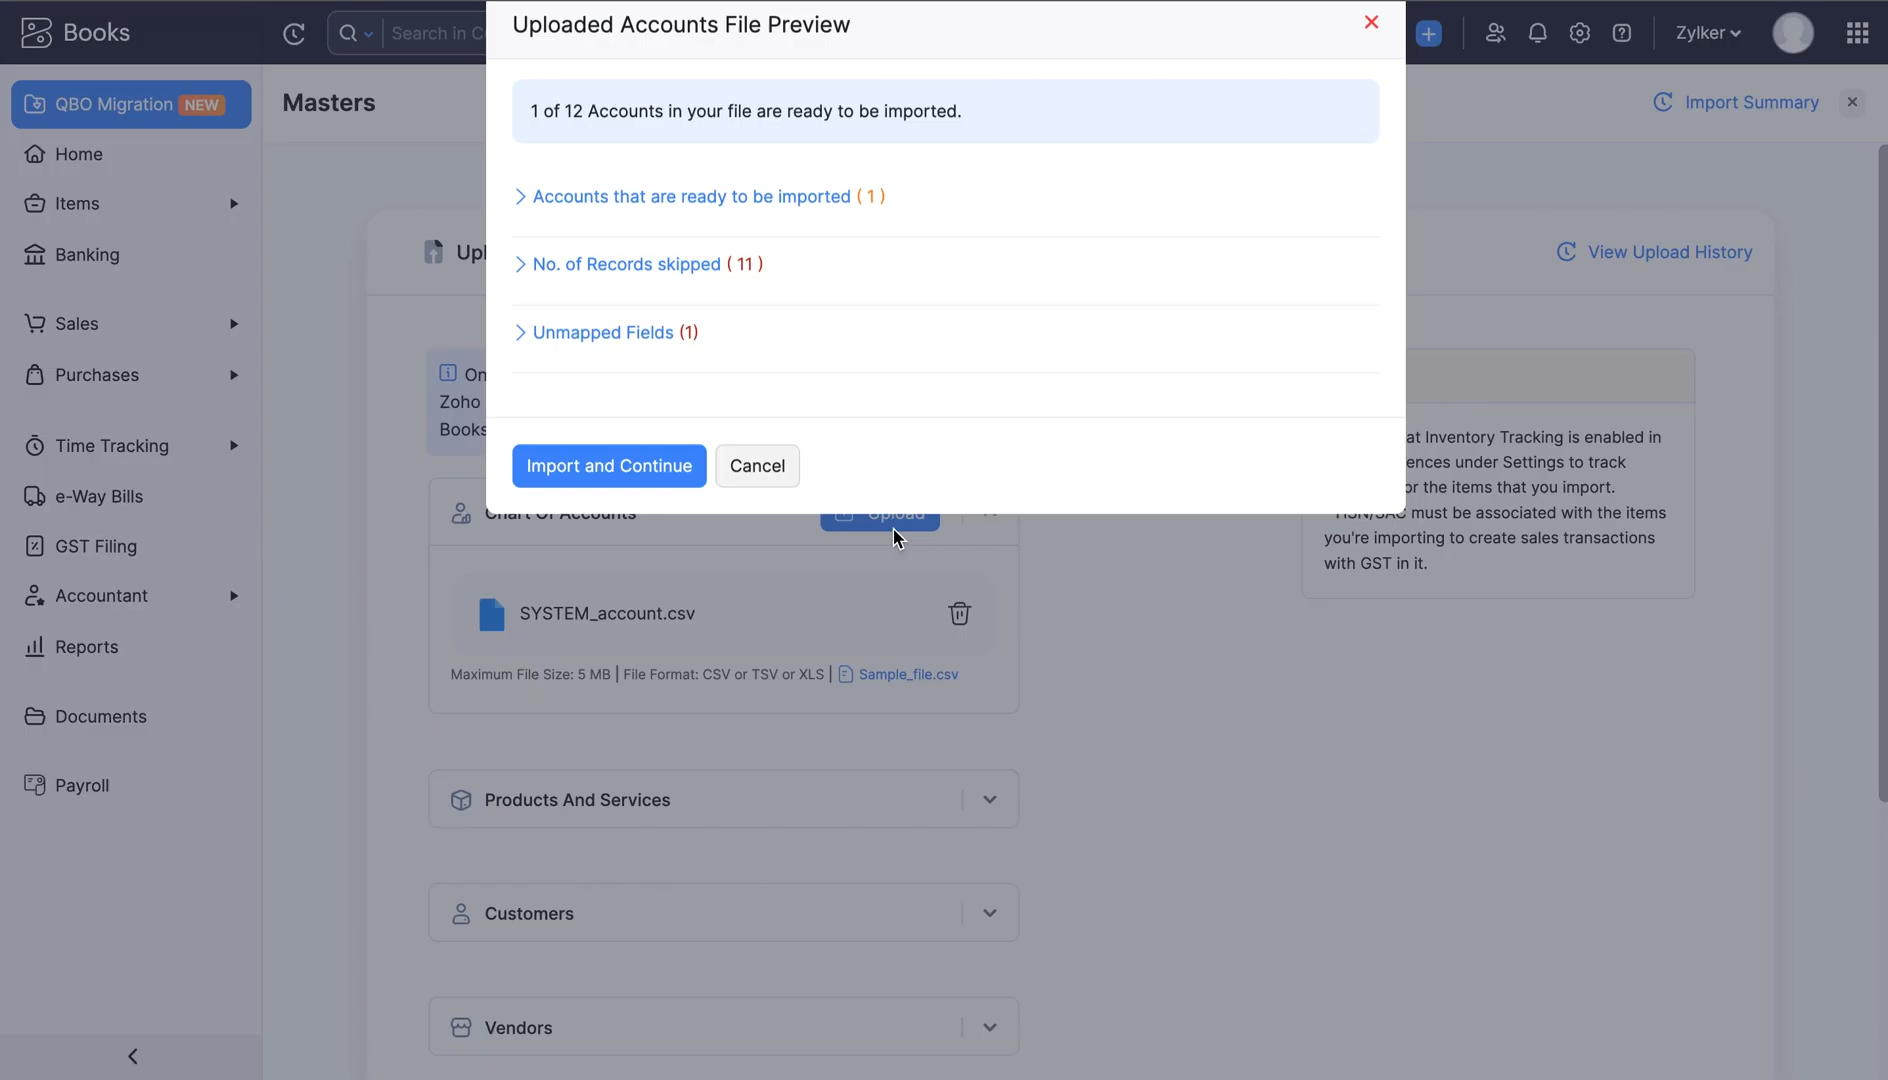 Books
Search in C
Zylker
Uploaded Accounts File Preview
QBO Migration NEW
Masters
Import Summary
1 of 12 Accounts in your file are ready to be imported.
Home
Items
Banking
Sales
Purchases
Time Tracking
e-Way Bills
GST Filing
Accountant
Reports
Documents
Payroll
Accounts that are ready to be imported ( 1 )
No. of Records skipped ( 11 )
Unmapped Fields (1)
Import and Continue
Cancel
Upl
View Upload History
On
Zoho
Books
Chart Of Accounts
Upload
SYSTEM_account.csv
Maximum File Size: 5 MB | File Format: CSV or TSV or XLS | Sample_file.csv
at Inventory Tracking is enabled in
ences under Settings to track
or the items that you import.
HSN/SAC must be associated with the items
you're importing to create sales transactions
with GST in it.
Products And Services
Customers
Vendors